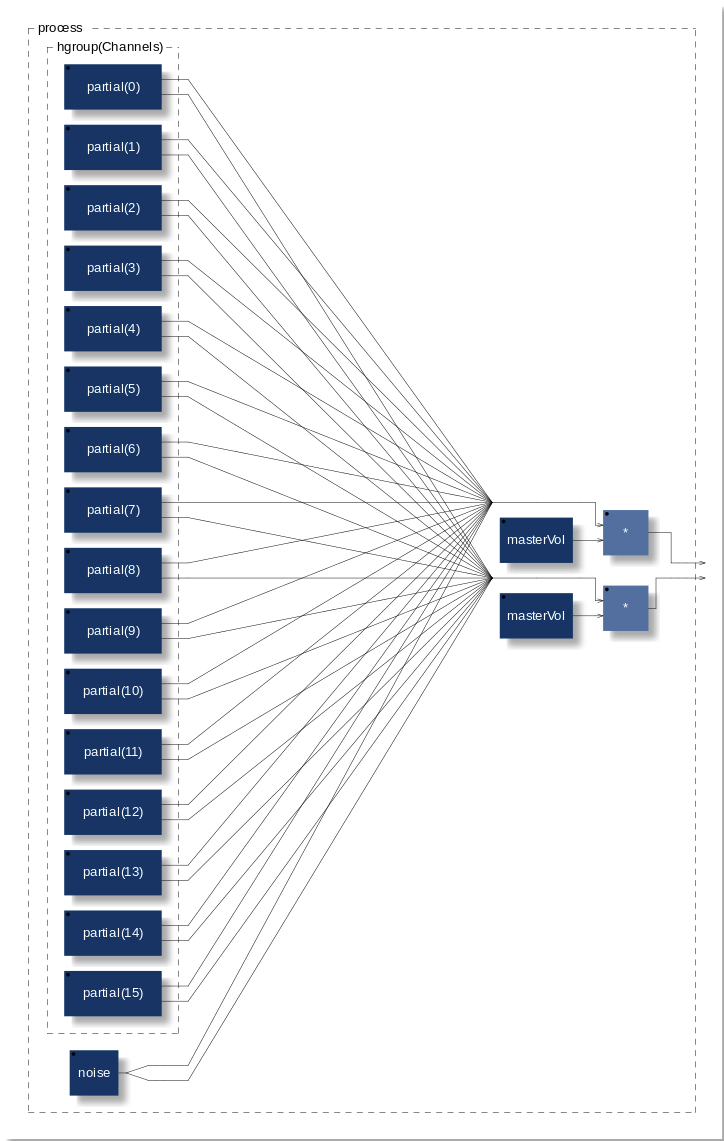 process
hgroup(Channels)
partial(0)
partial(1)
partial(2)
partial(3)
partial(4)
partial(5)
partial(6)
partial(7)
masterVol
*
partial(8)
partial(9)
masterVol
*
partial(10)
partial(11)
partial(12)
partial(13)
partial(14)
partial(15)
noise